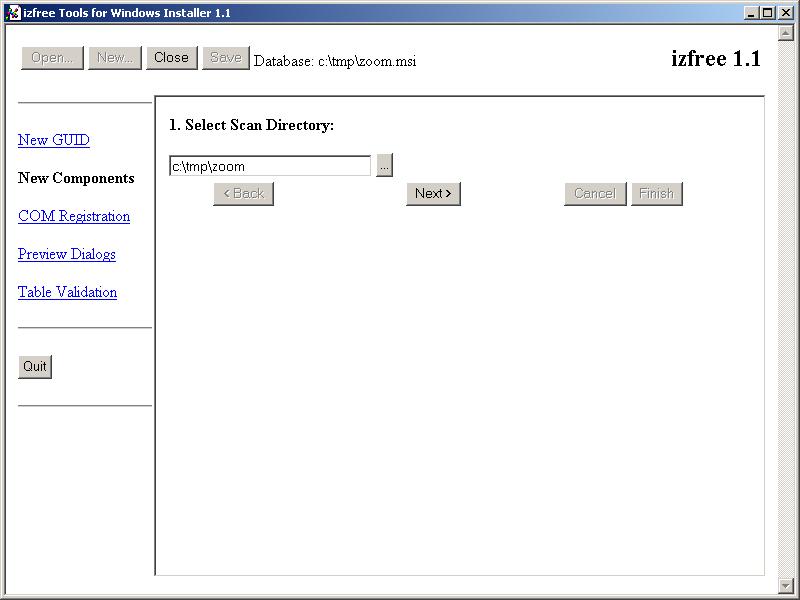 izfree Tools for Windows Installer 1.1
Open... New... Close Save Database: c:\tmp\zoom.msi izfree 1.1
1. Select Scan Directory:
c:\tmp\zoom ...
< Back Next > Cancel Finish
New GUID
New Components
COM Registration
Preview Dialogs
Table Validation
Quit